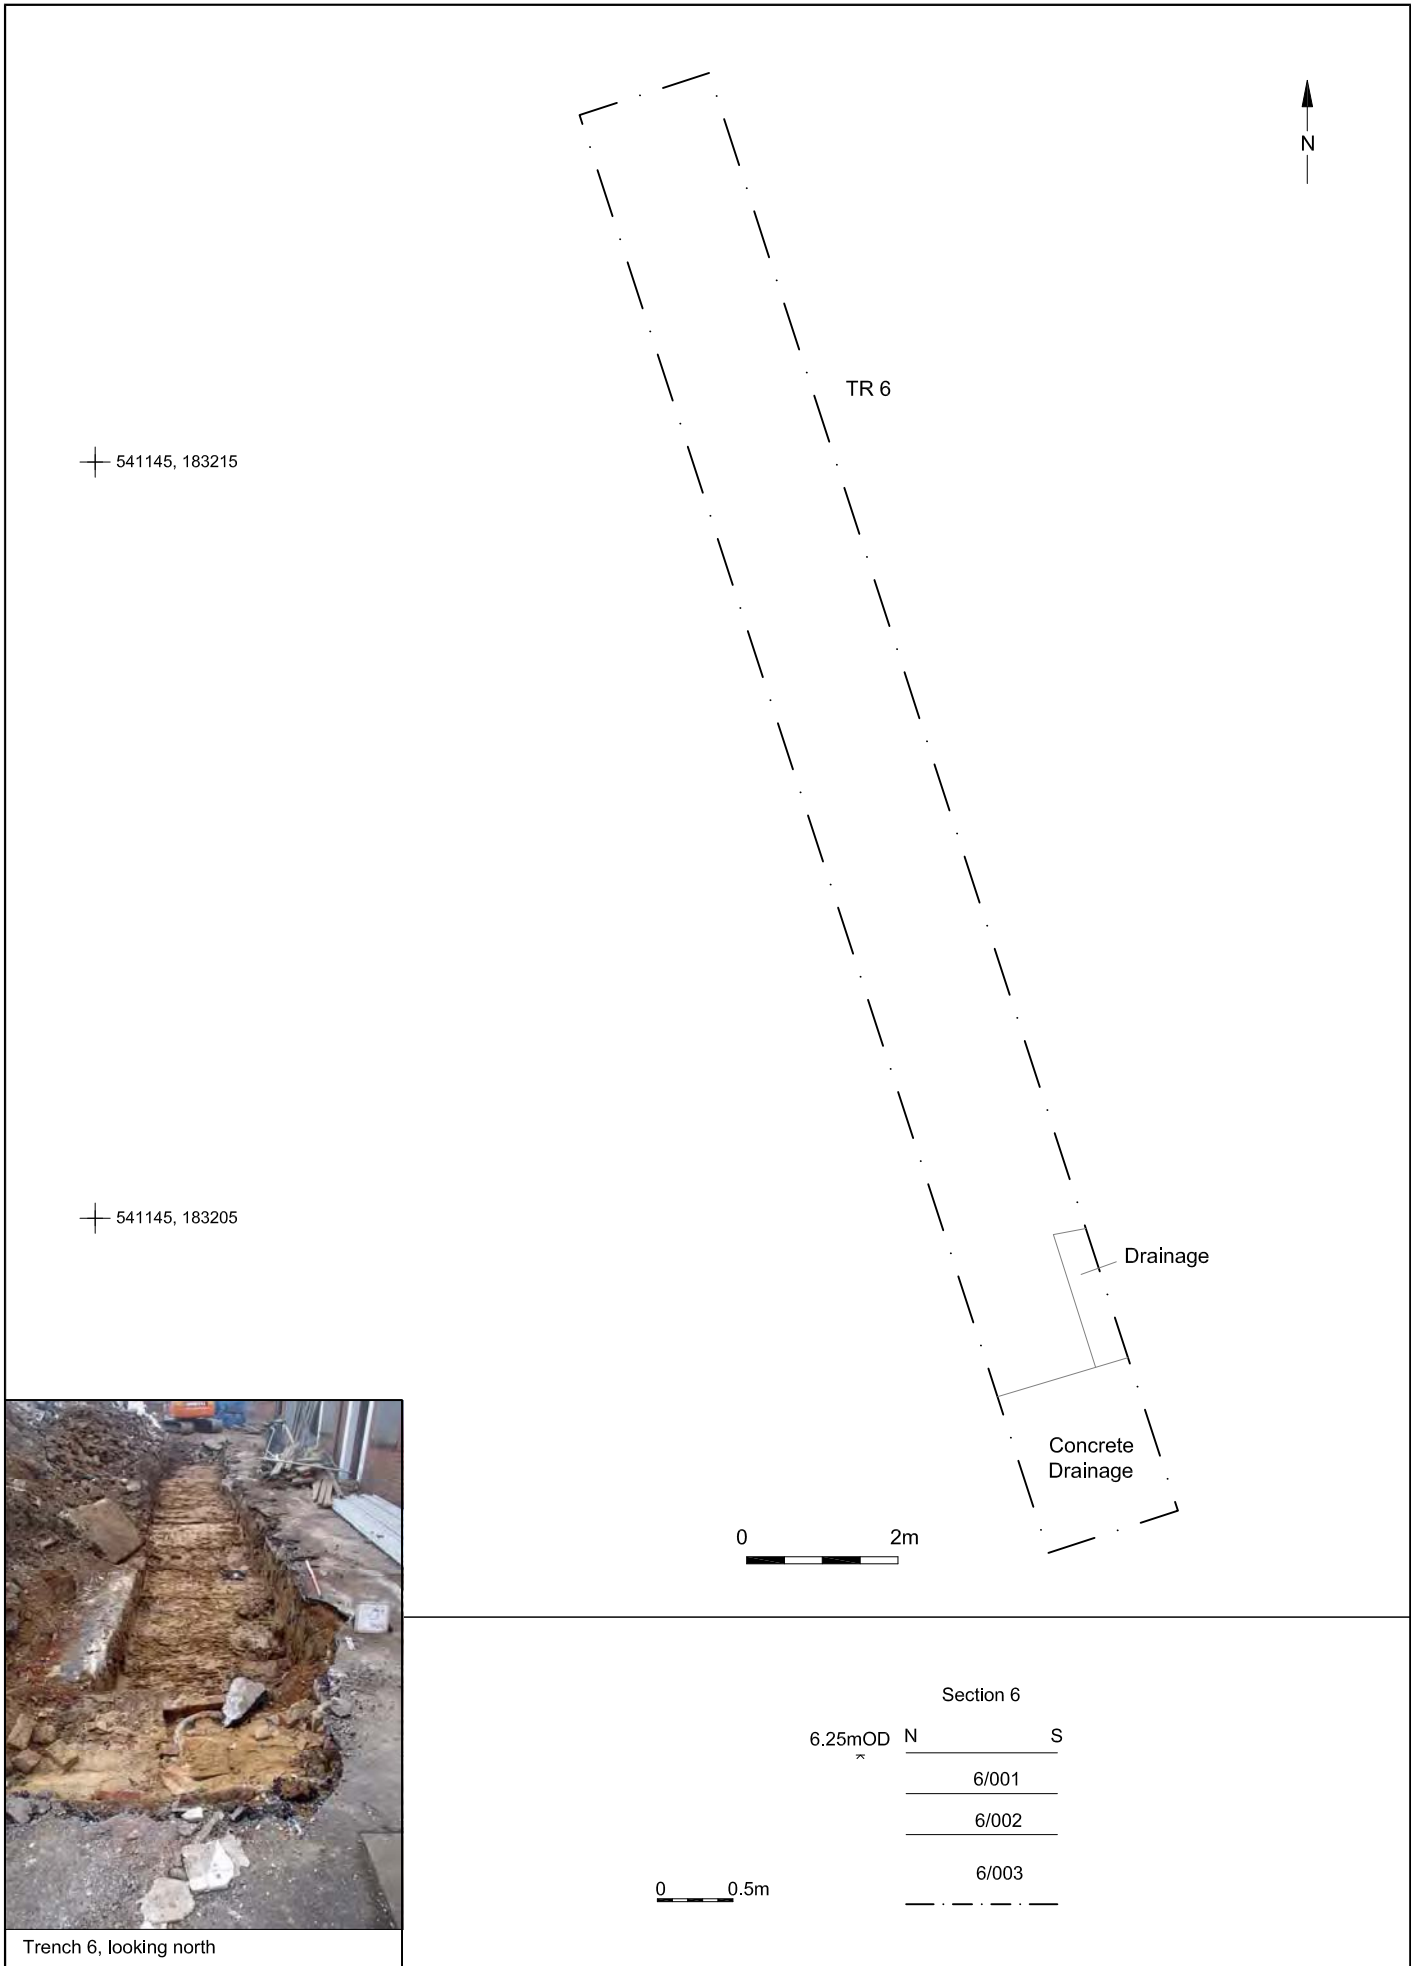 N
TR 6
541145, 183215
541145, 183205
Drainage
Concrete
Drainage
0 2m
Section 6
6.25mOD N S
6/001
6/002
6/003
0 0.5m
Trench 6, looking north